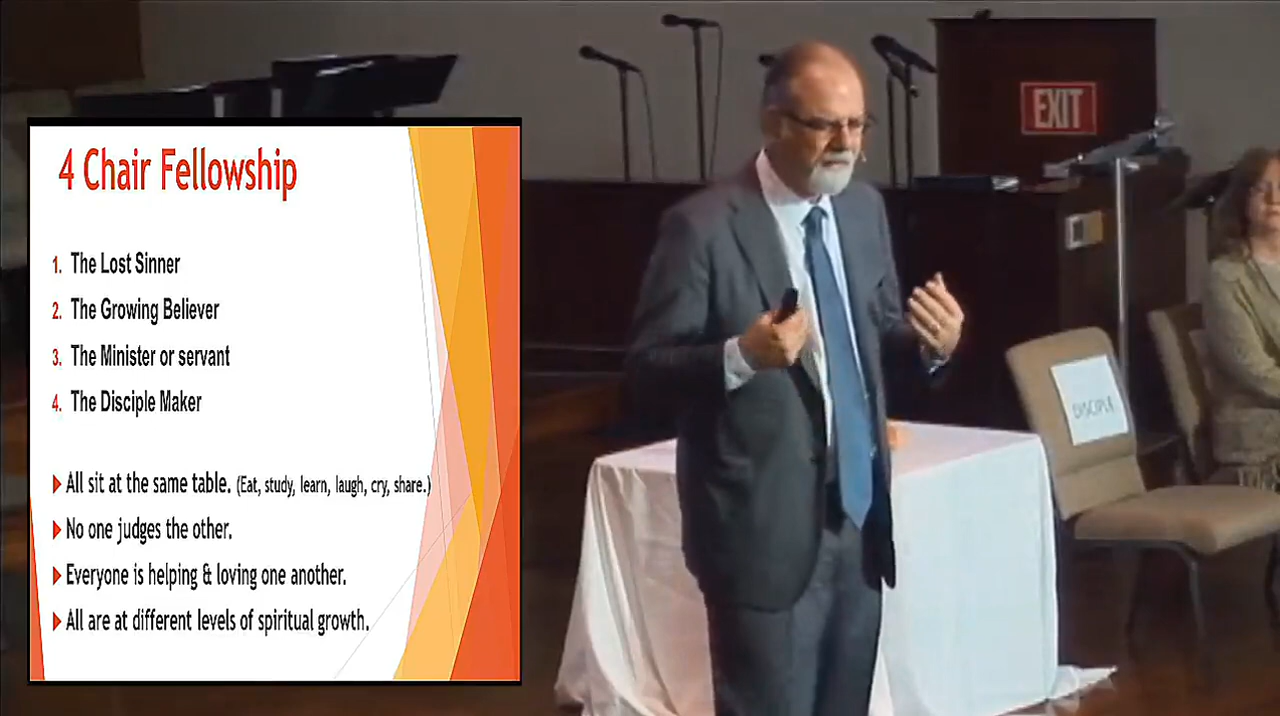 4 Chair Fellowship
1. The Lost Sinner
2. The Growing Believer
3. The Minister or servant
4. The Disciple Maker
All sit at the same table. (Eat, study, learn, laugh, cry, share.)
No one judges the other.
Everyone is helping & loving one another.
All are at different levels of spiritual growth.
EXIT
DISCIPLE